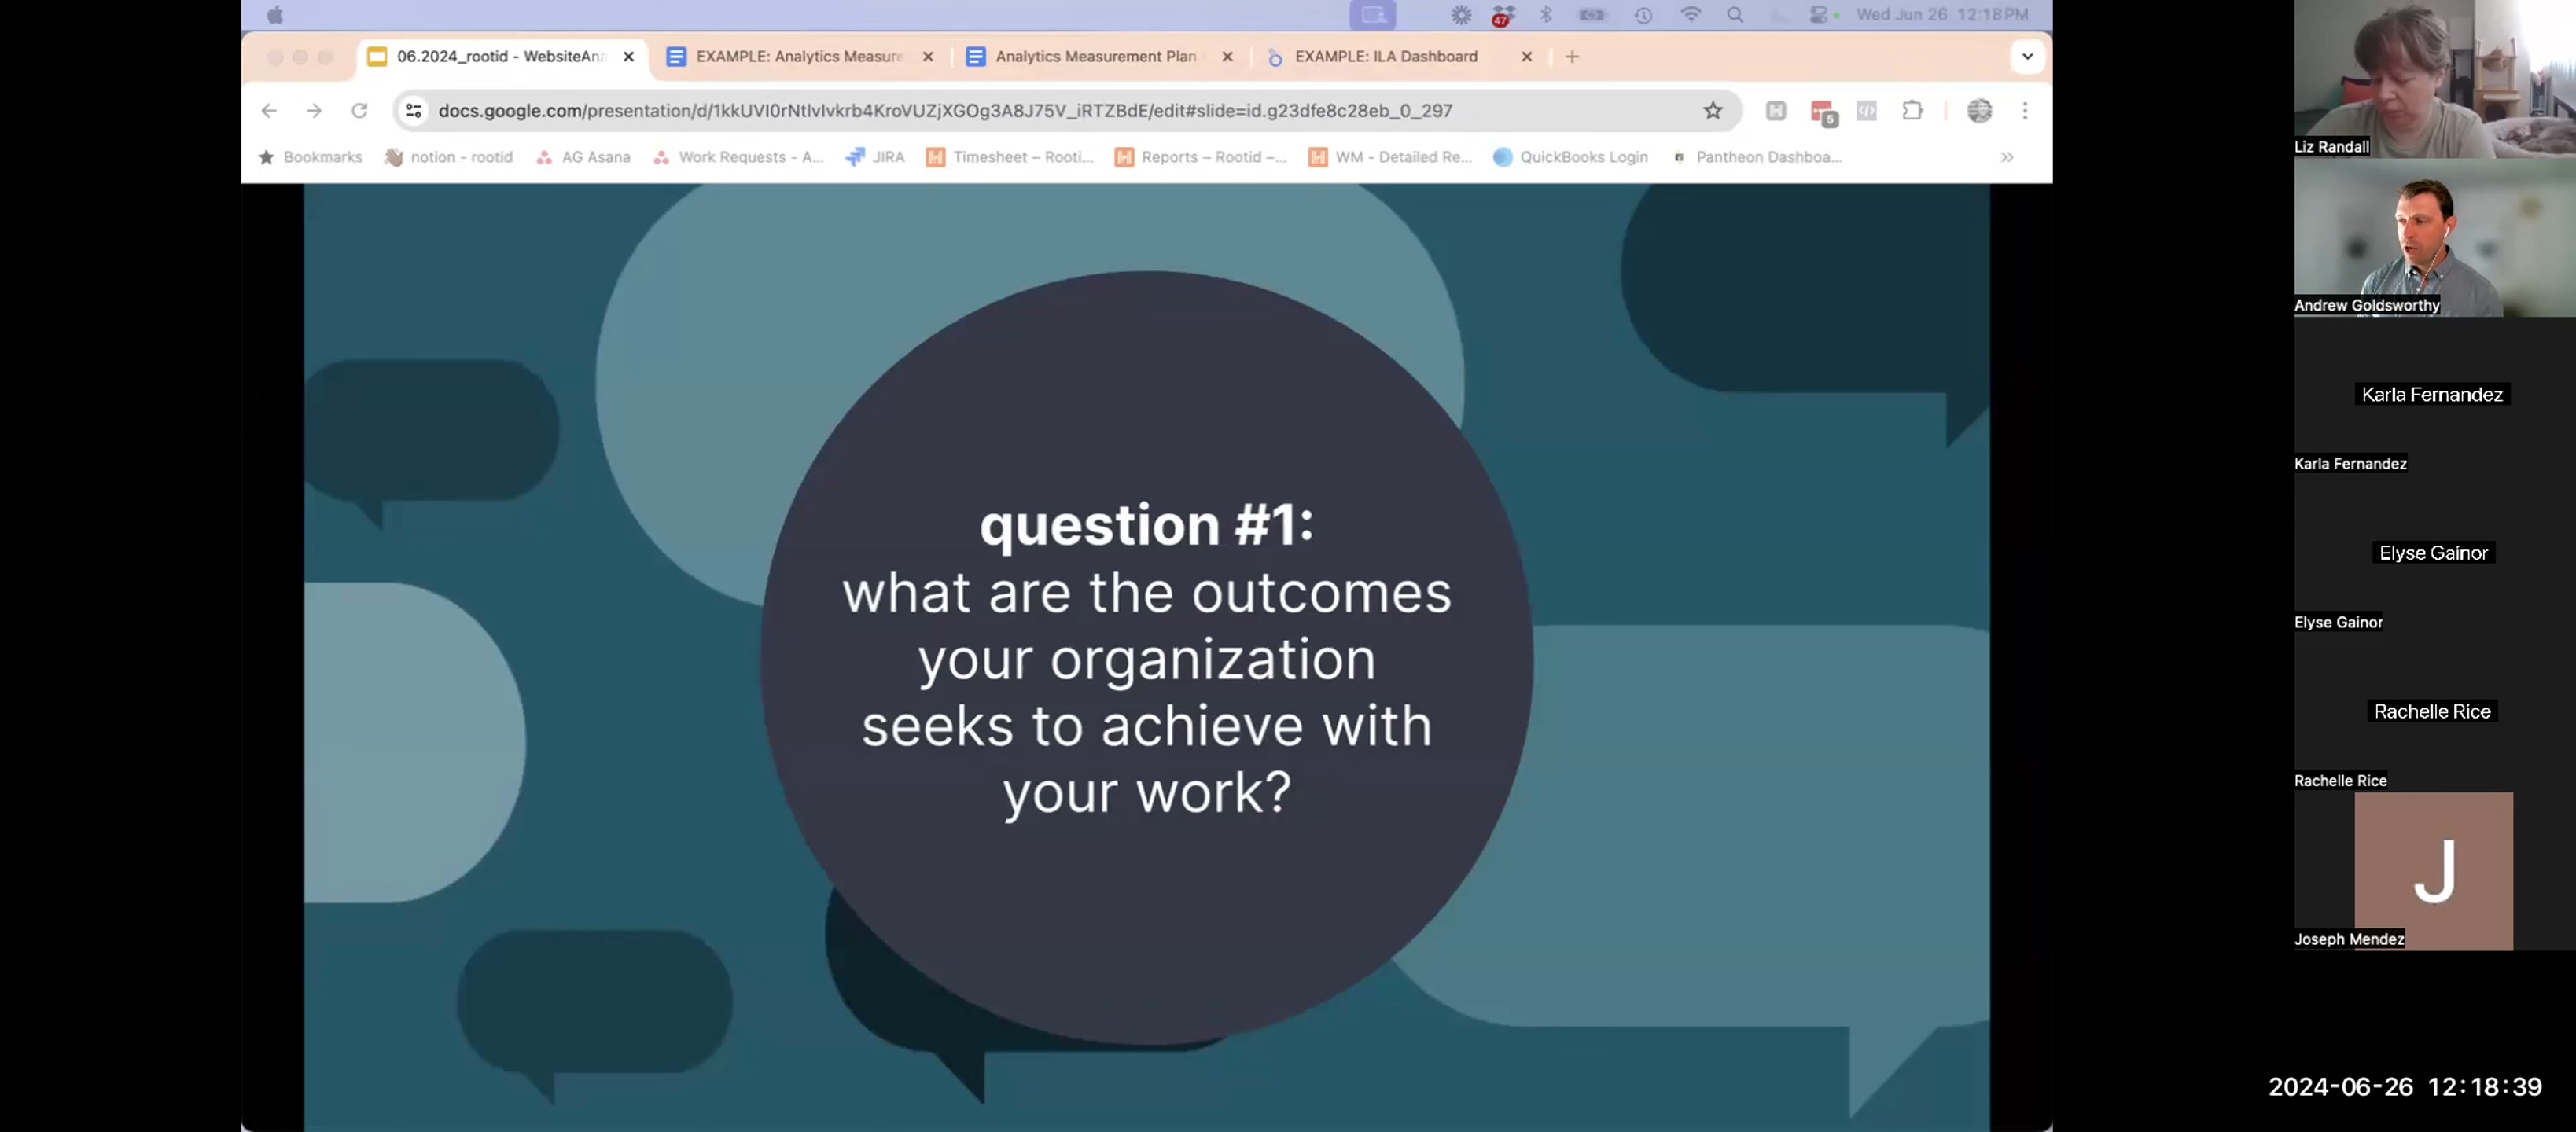 47
Wed Jun 26 12:18 PM
06.2024_rootid - WebsiteAna
EXAMPLE: Analytics Measure
Analytics Measurement Plan
EXAMPLE: ILA Dashboard
docs.google.com/presentation/d/1kkUVI0rNtlvIvkrb4KroVUZjXGOg3A8J75V_iRTZBdE/edit#slide=id.g23dfe8c28eb_0_297
5
Bookmarks
notion - rootid
AG Asana
Work Requests - A...
JIRA
Timesheet – Rooti...
Reports – Rootid –...
WM - Detailed Re...
QuickBooks Login
Pantheon Dashboa...
question #1:
what are the outcomes
your organization
seeks to achieve with
your work?
Liz Randall
Andrew Goldsworthy
Karla Fernandez
Karla Fernandez
Elyse Gainor
Elyse Gainor
Rachelle Rice
Rachelle Rice
J
Joseph Mendez
2024-06-26 12:18:39